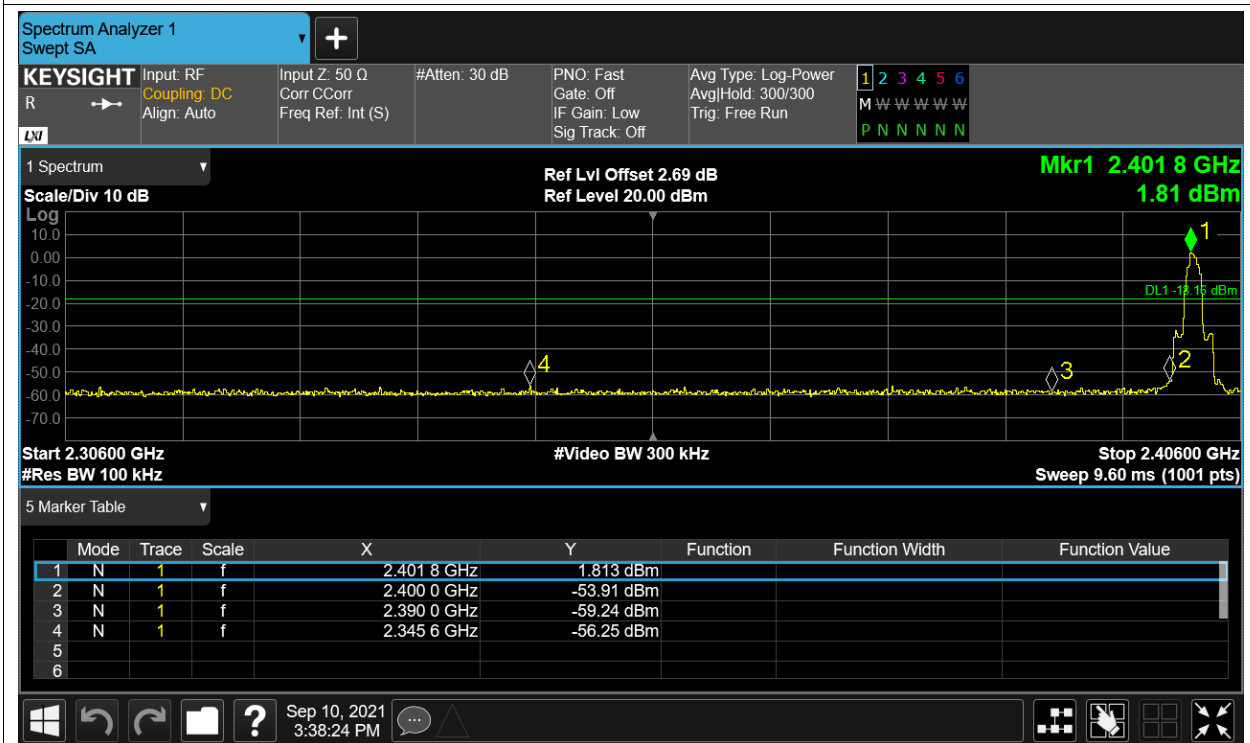 Spectrum Analyzer 1
Swept SA
KEYSIGHT
R
LXI
Input: RF
Coupling: DC
Align: Auto
Input Z: 50 Ω
Corr CCorr
Freq Ref: Int (S)
#Atten: 30 dB
PNO: Fast
Gate: Off
IF Gain: Low
Sig Track: Off
Avg Type: Log-Power
Avg|Hold: 300/300
Trig: Free Run
1 2 3 4 5 6
M W W W W W
P N N N N N
1 Spectrum
Scale/Div 10 dB
Ref Lvl Offset 2.69 dB
Ref Level 20.00 dBm
Mkr1 2.401 8 GHz
1.81 dBm
Log
10.0
0.00
-10.0
-20.0
-30.0
-40.0
-50.0
-60.0
-70.0
1
DL1 -18.16 dBm
4
3
2
Start 2.30600 GHz
#Res BW 100 kHz
#Video BW 300 kHz
Stop 2.40600 GHz
Sweep 9.60 ms (1001 pts)
5 Marker Table
Mode Trace Scale X Y Function Function Width Function Value
1 N 1 f 2.401 8 GHz 1.813 dBm
2 N 1 f 2.400 0 GHz -53.91 dBm
3 N 1 f 2.390 0 GHz -59.24 dBm
4 N 1 f 2.345 6 GHz -56.25 dBm
5
6
?
Sep 10, 2021
3:38:24 PM